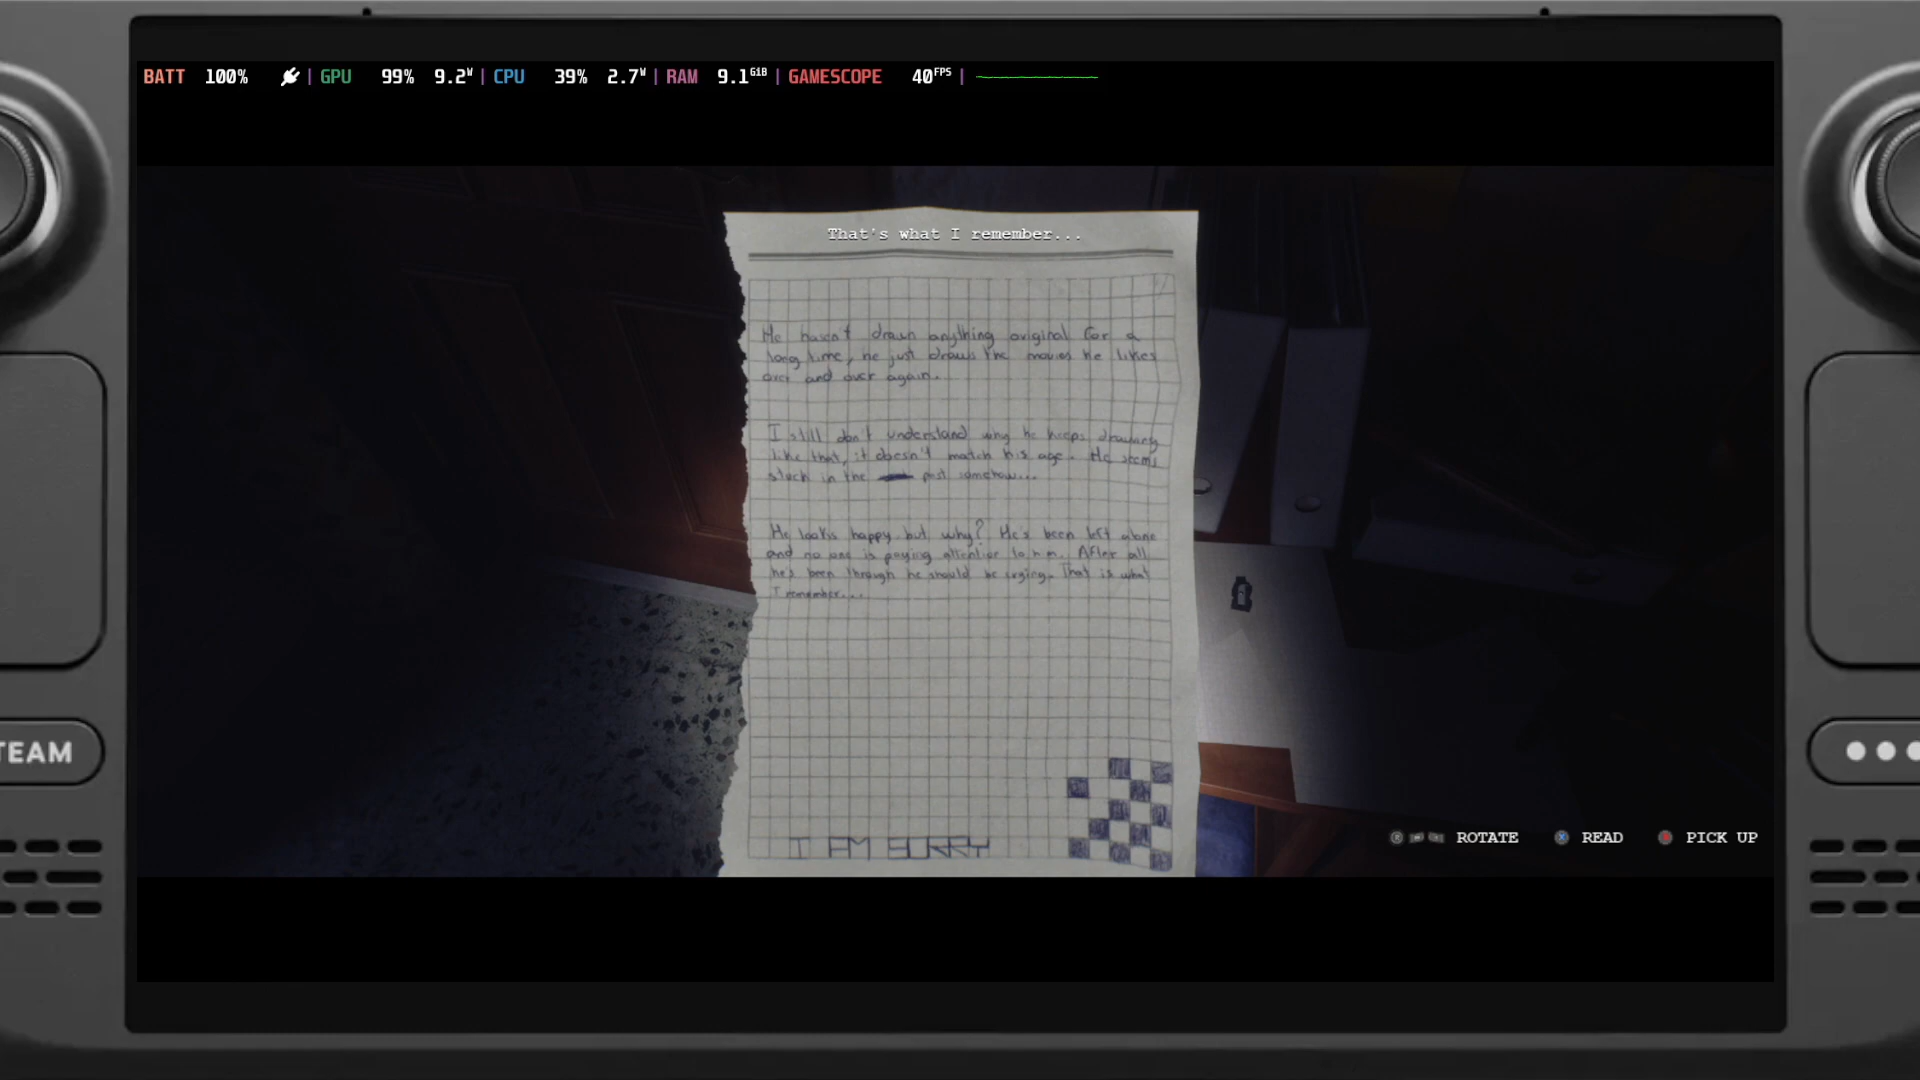 BATT 100% | GPU 99% 9.2W | CPU 39% 2.7W | RAM 9.1GiB | GAMESCOPE 40FPS |
That's what I remember...
He hasn't drawn anything original for a
long time, he just draws the movies he likes
over and over again.
I still don't understand why he keeps drawing
like that, it doesn't match his age. He seems
stuck in the past somehow...
He looks happy but why? He's been left alone
and no one is paying attention to him. After all
he's been through he should be crying. That is what
I remember...
I AM SORRY
ROTATE READ PICK UP
TEAM